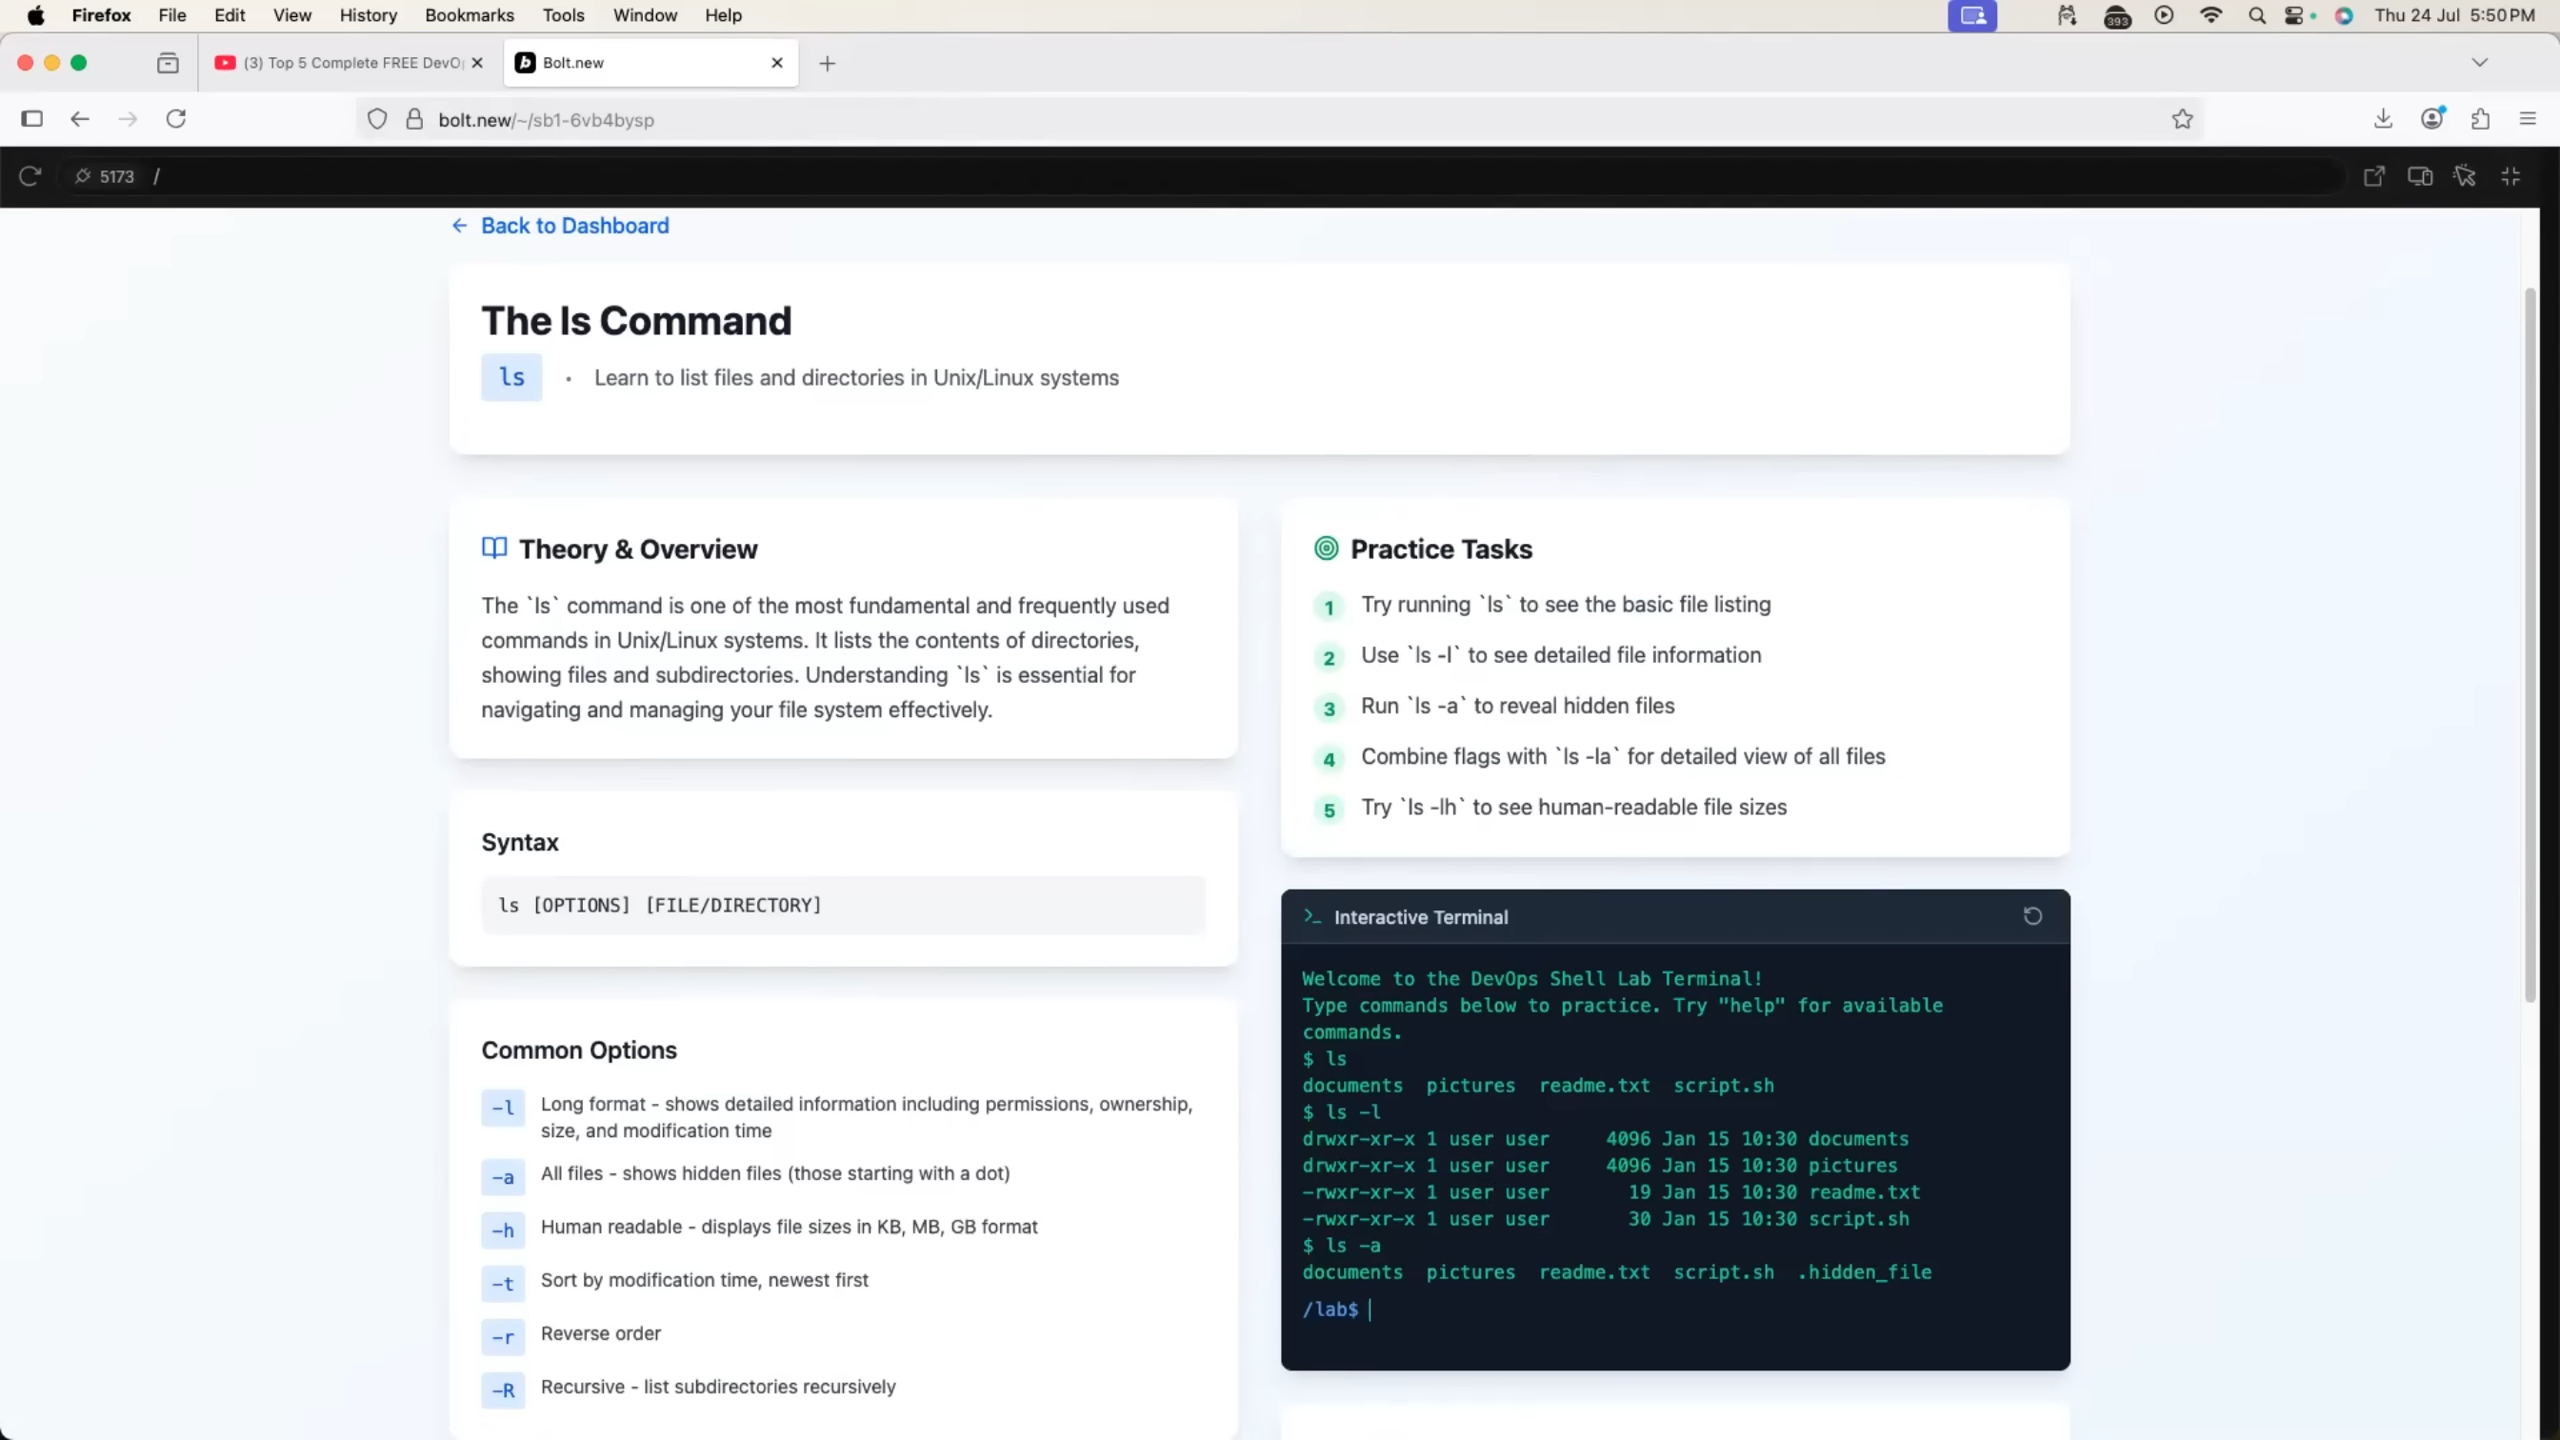 Firefox File Edit View History Bookmarks Tools Window Help 393 Thu 24 Jul 5:50 PM
(3) Top 5 Complete FREE DevO
Bolt.new
bolt.new/~/sb1-6vb4bysp
5173 /
Back to Dashboard
The ls Command
ls • Learn to list files and directories in Unix/Linux systems
Theory & Overview
The `ls` command is one of the most fundamental and frequently used
commands in Unix/Linux systems. It lists the contents of directories,
showing files and subdirectories. Understanding `ls` is essential for
navigating and managing your file system effectively.
Syntax
ls [OPTIONS] [FILE/DIRECTORY]
Common Options
-l Long format - shows detailed information including permissions, ownership,
size, and modification time
-a All files - shows hidden files (those starting with a dot)
-h Human readable - displays file sizes in KB, MB, GB format
-t Sort by modification time, newest first
-r Reverse order
-R Recursive - list subdirectories recursively
Practice Tasks
1 Try running `ls` to see the basic file listing
2 Use `ls -l` to see detailed file information
3 Run `ls -a` to reveal hidden files
4 Combine flags with `ls -la` for detailed view of all files
5 Try `ls -lh` to see human-readable file sizes
>_ Interactive Terminal
Welcome to the DevOps Shell Lab Terminal!
Type commands below to practice. Try "help" for available
commands.
$ ls
documents  pictures  readme.txt  script.sh
$ ls -l
drwxr-xr-x 1 user user     4096 Jan 15 10:30 documents
drwxr-xr-x 1 user user     4096 Jan 15 10:30 pictures
-rwxr-xr-x 1 user user       19 Jan 15 10:30 readme.txt
-rwxr-xr-x 1 user user       30 Jan 15 10:30 script.sh
$ ls -a
documents  pictures  readme.txt  script.sh  .hidden_file
/lab$